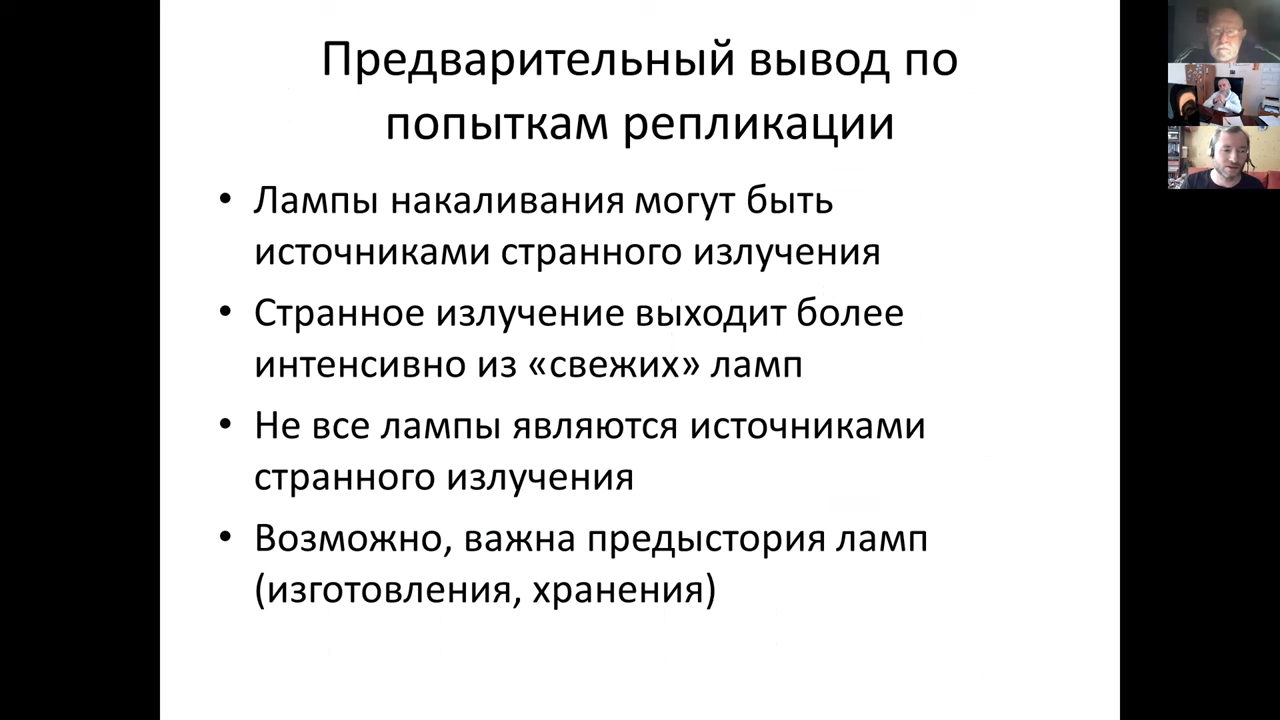 Предварительный вывод по
попыткам репликации
• Лампы накаливания могут быть
источниками странного излучения
• Странное излучение выходит более
интенсивно из «свежих» ламп
• Не все лампы являются источниками
странного излучения
• Возможно, важна предыстория ламп
(изготовления, хранения)